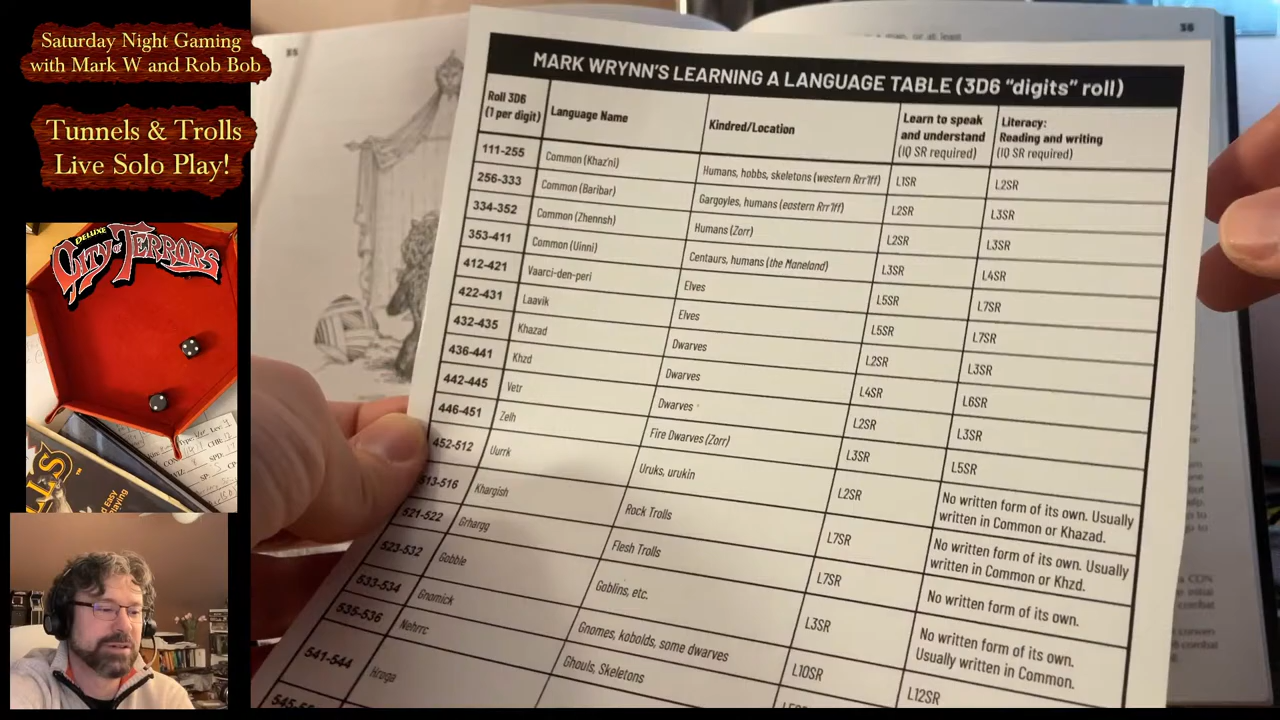 Saturday Night Gaming
with Mark W and Rob Bob
Tunnels & Trolls
Live Solo Play!
DELUXE
CITY OF TERRORS
MARK WRYNN'S LEARNING A LANGUAGE TABLE (3D6 "digits" roll)
Roll 3D6 (1 per digit) Language Name Kindred/Location Learn to speak and understand (IQ SR required) Literacy: Reading and writing (IQ SR required)
111-255 Common (Khaz'ni) Humans, hobbs, skeletons (western Rrr'lff) L1SR L2SR
256-333 Common (Baribar) Gargoyles, humans (eastern Rrr'lff) L2SR L3SR
334-352 Common (Zhennsh) Humans (Zorr) L2SR L3SR
353-411 Common (Uinni) Centaurs, humans (the Maneland) L3SR L4SR
412-421 Vaarci-den-peri Elves L5SR L7SR
422-431 Laavik Elves L5SR L7SR
432-435 Khazad Dwarves L2SR L3SR
436-441 Khzd Dwarves L4SR L6SR
442-445 Vetr Dwarves L2SR L3SR
446-451 Zelh Fire Dwarves (Zorr) L3SR L5SR
452-512 Uurrk Uruks, urukin L2SR No written form of its own. Usually written in Common or Khazad.
513-516 Khargish Rock Trolls L7SR No written form of its own. Usually written in Common or Khzd.
521-522 Grhargg Flesh Trolls L7SR No written form of its own.
523-532 Gobble Goblins, etc. L3SR No written form of its own. Usually written in Common.
533-534 Gnomick Gnomes, kobolds, some dwarves L10SR L12SR
535-536 Nehrrc Ghouls, Skeletons
541-544